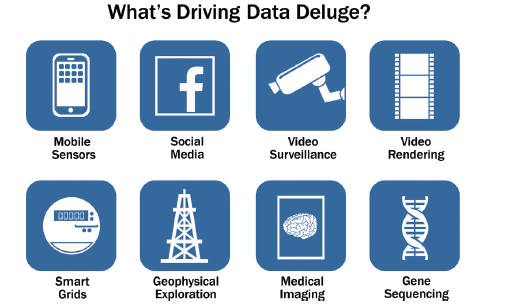 What's Driving Data Deluge?
Mobile
Sensors
Social
Media
Video
Surveillance
Video
Rendering
00000
Smart
Grids
Geophysical
Exploration
Medical
Imaging
Gene
Sequencing